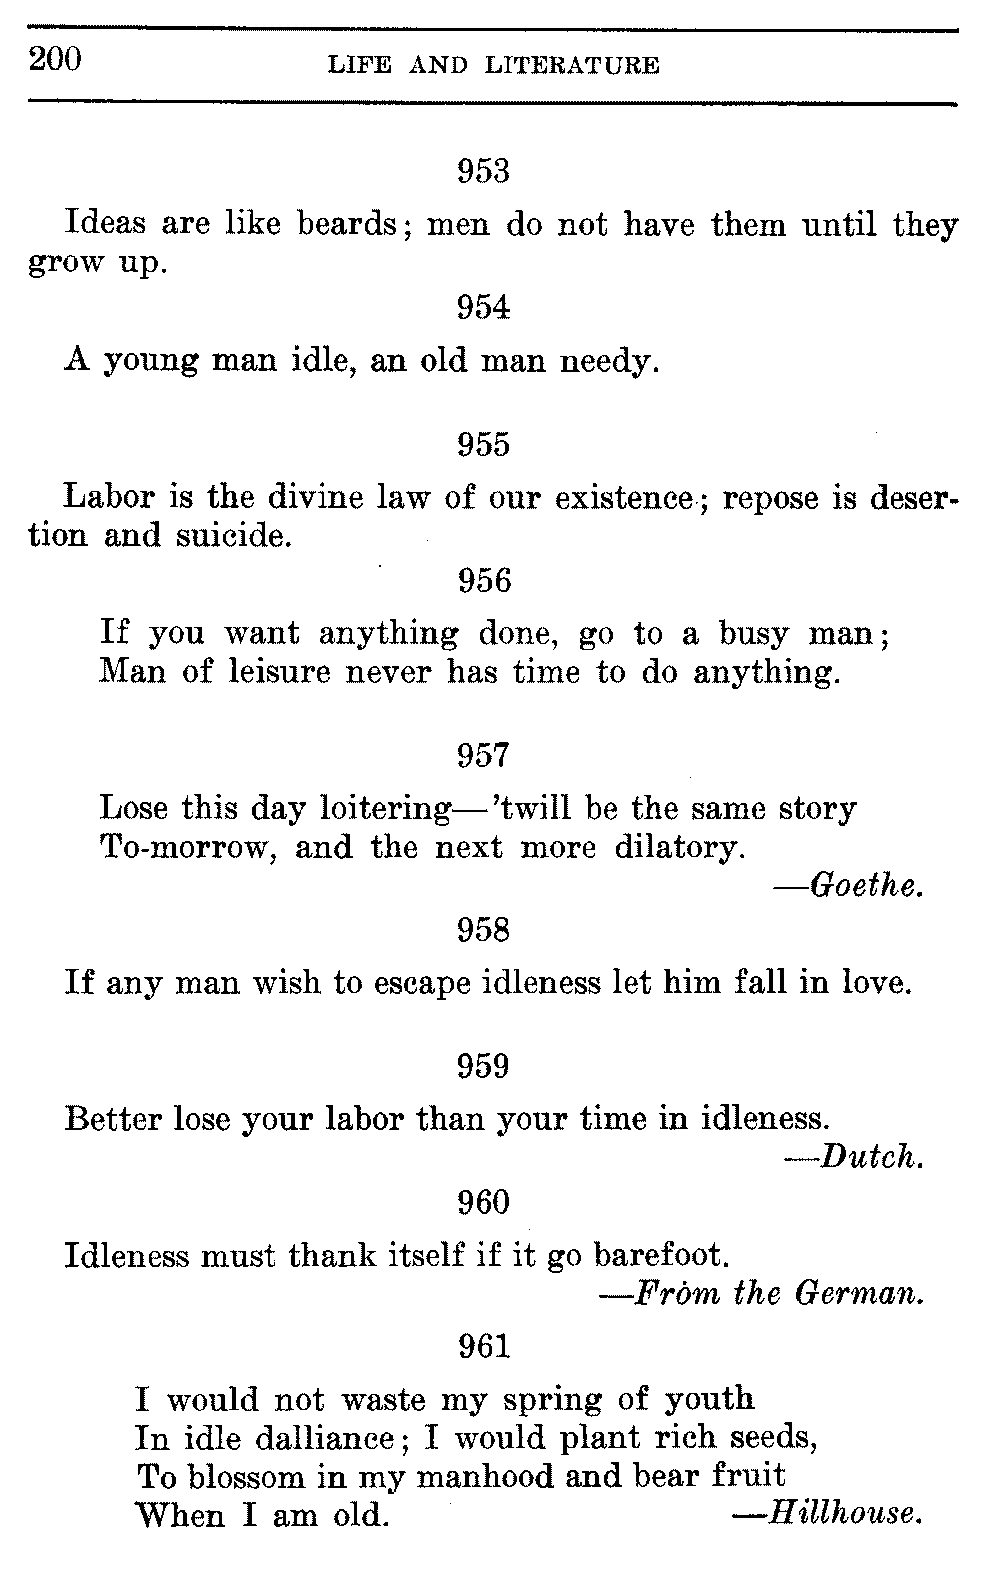 200 LIFE AND LITERATURE
953
Ideas are like beards; men do not have them until they
grow up.
954
A young man idle, an old man needy.
955
Labor is the divine law of our existence; repose is deser-
tion and suicide.
956
If you want anything done, go to a busy man;
Man of leisure never has time to do anything.
957
Lose this day loitering—'twill be the same story
To-morrow, and the next more dilatory.
—Goethe.
958
If any man wish to escape idleness let him fall in love.
959
Better lose your labor than your time in idleness.
—Dutch.
960
Idleness must thank itself if it go barefoot.
—From the German.
961
I would not waste my spring of youth
In idle dalliance; I would plant rich seeds,
To blossom in my manhood and bear fruit
When I am old. —Hillhouse.